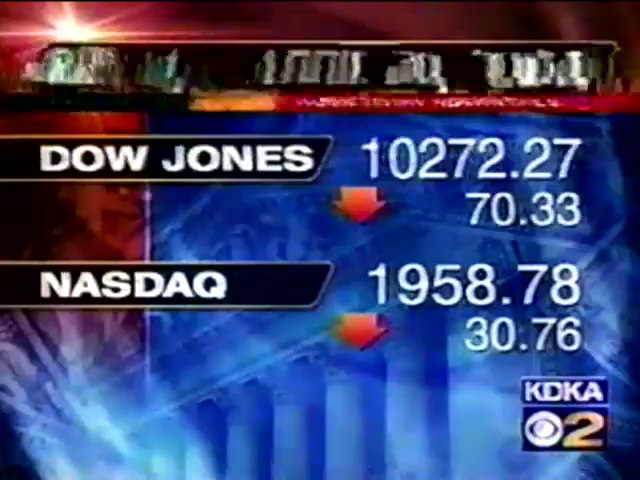 DOW JONES 10272.27
70.33
NASDAQ 1958.78
30.76
KDKA
2